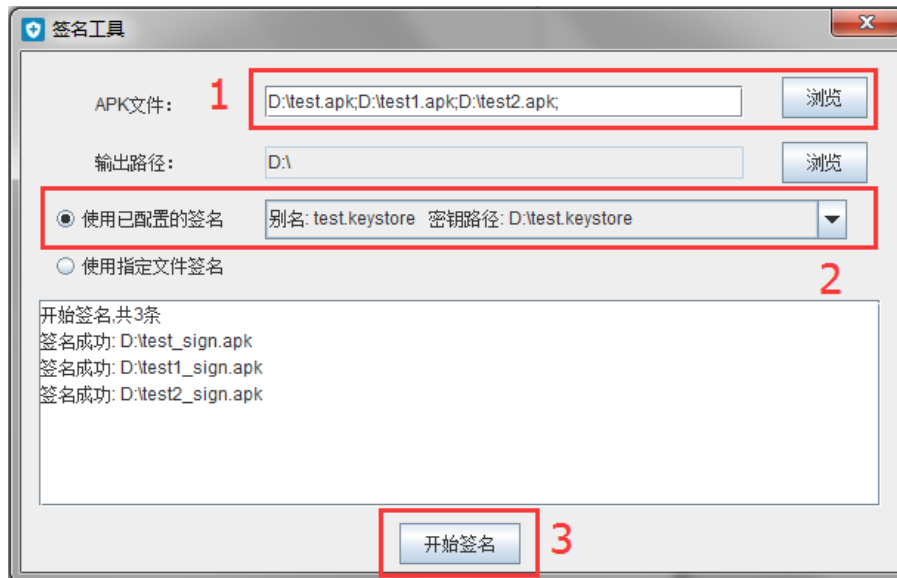 签名工具
APK文件： 1 D:\test.apk;D:\test1.apk;D:\test2.apk; 浏览
输出路径： D:\ 浏览
使用已配置的签名 别名: test.keystore 密钥路径: D:\test.keystore
使用指定文件签名 2
开始签名,共3条
签名成功: D:\test_sign.apk
签名成功: D:\test1_sign.apk
签名成功: D:\test2_sign.apk
开始签名 3